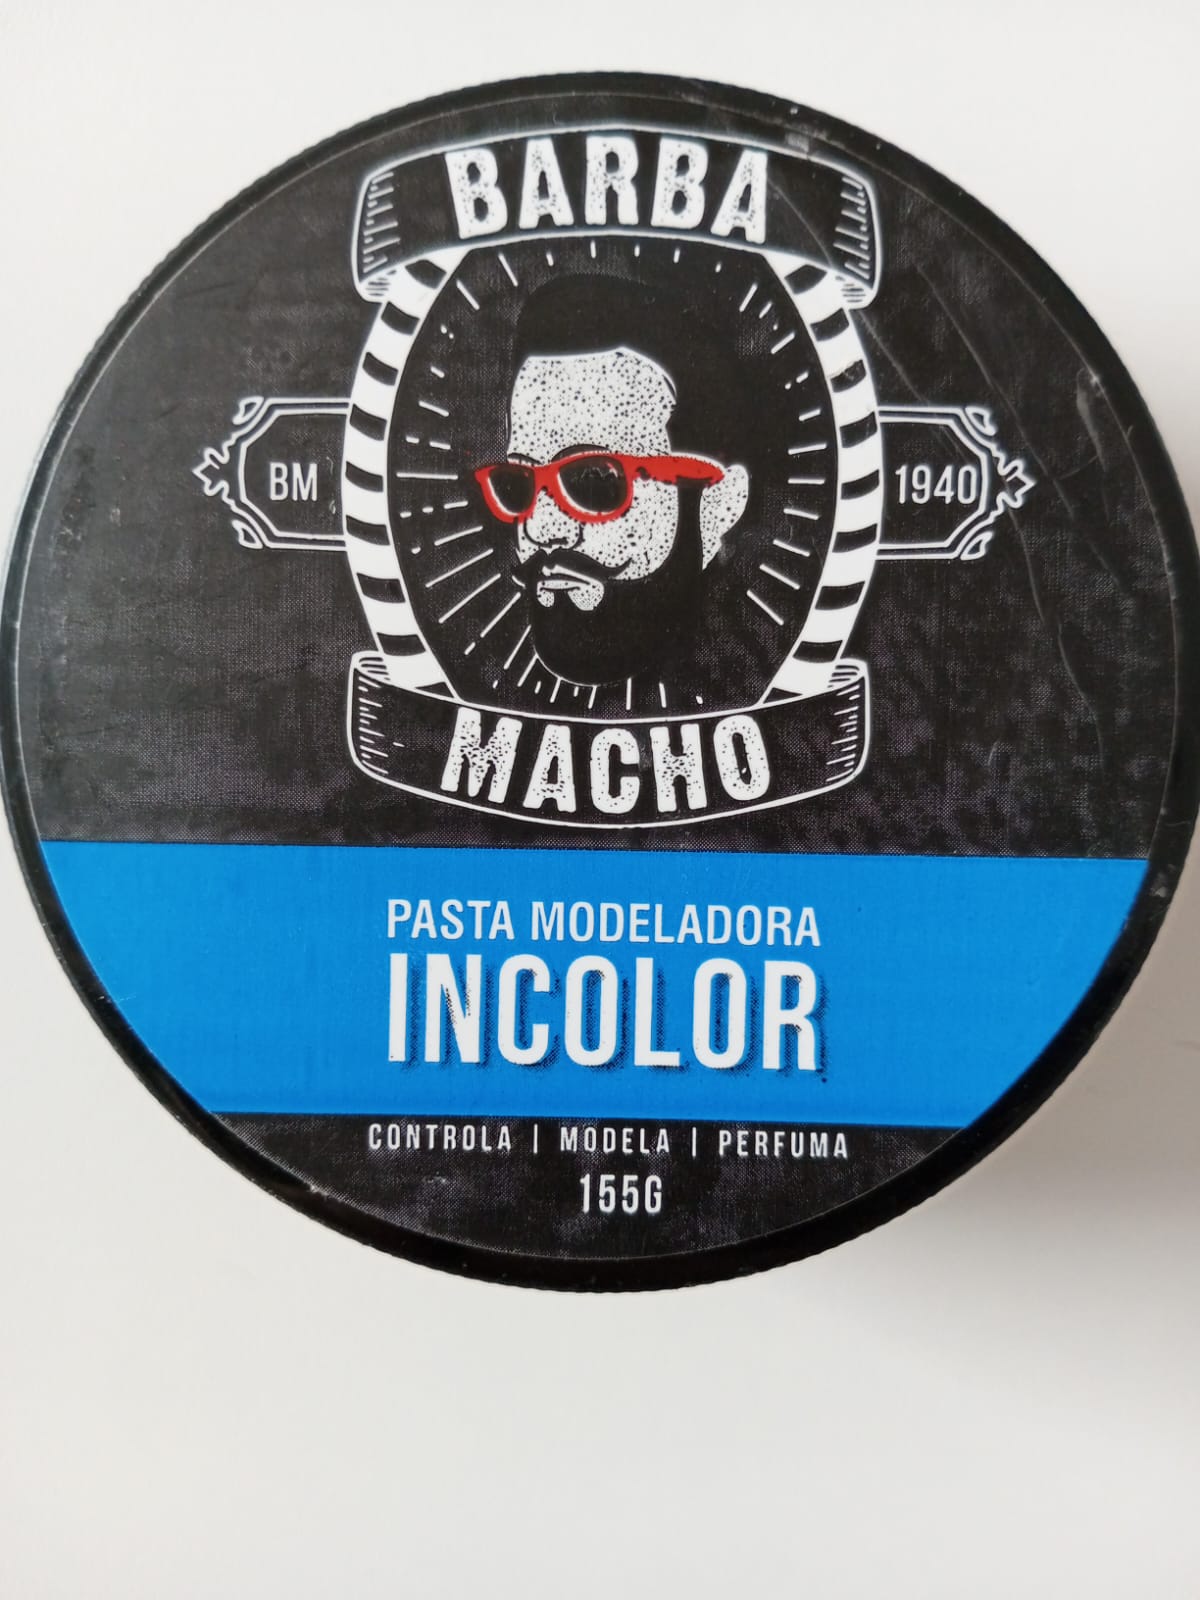 BARBA
BM
1940
MACHO
PASTA MODELADORA
INCOLOR
CONTROLA | MODELA | PERFUMA
155G